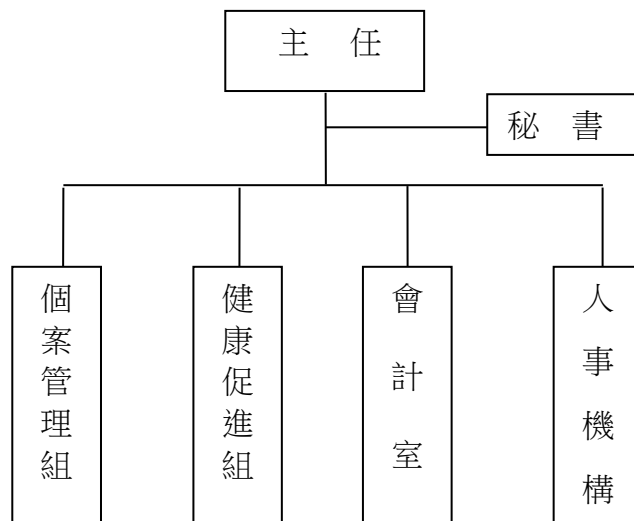 主任
秘書
個案管理組
健康促進組
會計室
人事機構